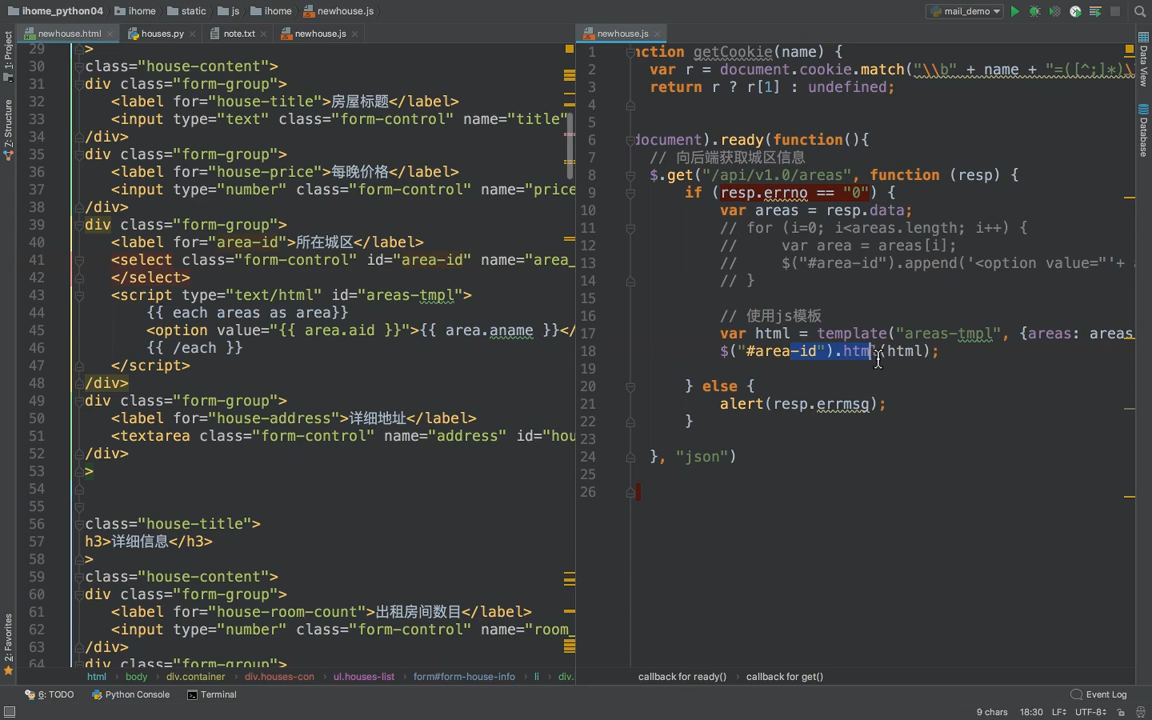 ihome_python04 ihome static js ihome newhouse.js mail_demo
newhouse.html houses.py note.txt newhouse.js
newhouse.js
1: Project
Z: Structure
2: Favorites
Data View
Database
29 >
30 class="house-content">
31 div class="form-group">
32 <label for="house-title">房屋标题</label>
33 <input type="text" class="form-control" name="title"
34 /div>
35 div class="form-group">
36 <label for="house-price">每晚价格</label>
37 <input type="number" class="form-control" name="price
38 /div>
39 div class="form-group">
40 <label for="area-id">所在城区</label>
41 <select class="form-control" id="area-id" name="area_
42 </select>
43 <script type="text/html" id="areas-tmpl">
44 {{ each areas as area}}
45 <option value="{{ area.aid }}">{{ area.aname }}</
46 {{ /each }}
47 </script>
48 /div>
49 div class="form-group">
50 <label for="house-address">详细地址</label>
51 <textarea class="form-control" name="address" id="hou
52 /div>
53 >
54
55
56 class="house-title">
57 h3>详细信息</h3>
58 >
59 class="house-content">
60 div class="form-group">
61 <label for="house-room-count">出租房间数目</label>
62 <input type="number" class="form-control" name="room_
63 /div>
64 div class="form-group">
html body div.container div.houses-con ul.houses-list form#form-house-info li div.
1 nction getCookie(name) {
2 var r = document.cookie.match("\\b" + name + "=([^;]*)\
3 return r ? r[1] : undefined;
4
5
6 document).ready(function(){
7 // 向后端获取城区信息
8 $.get("/api/v1.0/areas", function (resp) {
9 if (resp.errno == "0") {
10 var areas = resp.data;
11 // for (i=0; i<areas.length; i++) {
12 // var area = areas[i];
13 // $("#area-id").append('<option value="'+
14 // }
15
16 // 使用js模板
17 var html = template("areas-tmpl", {areas: areas
18 $("#area-id").html(html);
19
20 } else {
21 alert(resp.errmsg);
22 }
23
24 }, "json")
25
26
callback for ready() callback for get()
6: TODO Python Console Terminal Event Log
9 chars 18:30 LF UTF-8